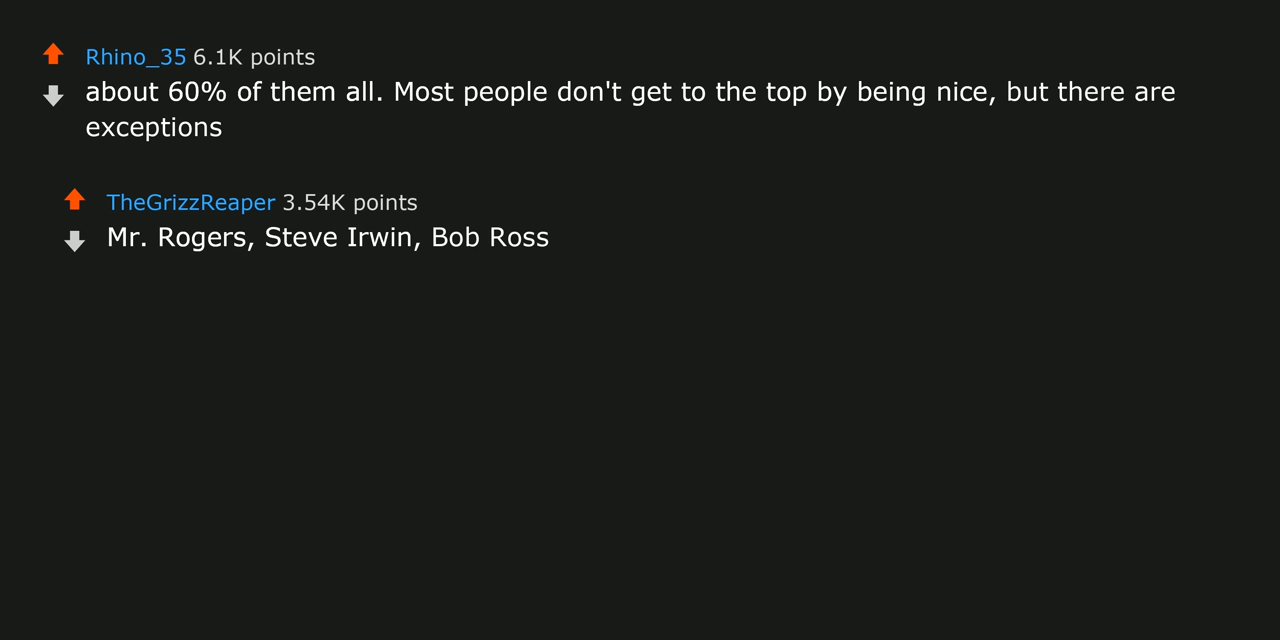 Rhino_35 6.1K points
about 60% of them all. Most people don't get to the top by being nice, but there are
exceptions
TheGrizzReaper 3.54K points
Mr. Rogers, Steve Irwin, Bob Ross